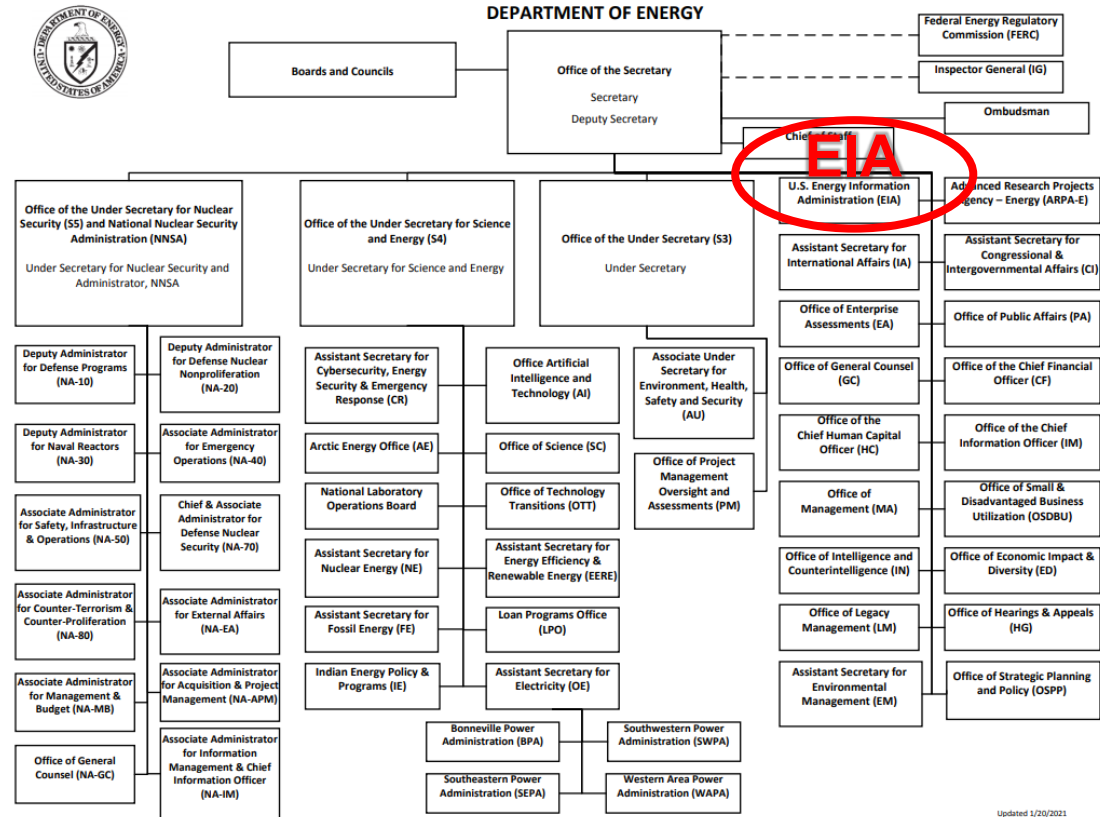 DEPARTMENT OF ENERGY
DEPARTMENT OF ENERGY
UNITED STATES OF AMERICA
Boards and Councils
Office of the Secretary
Secretary
Deputy Secretary
Federal Energy Regulatory
Commission (FERC)
Inspector General (IG)
Ombudsman
Chief of Staff
EIA
Office of the Under Secretary for Nuclear
Security (S5) and National Nuclear Security
Administration (NNSA)
Under Secretary for Nuclear Security and
Administrator, NNSA
Office of the Under Secretary for Science
and Energy (S4)
Under Secretary for Science and Energy
Office of the Under Secretary (S3)
Under Secretary
U.S. Energy Information
Administration (EIA)
Advanced Research Projects
Agency – Energy (ARPA-E)
Assistant Secretary for
International Affairs (IA)
Assistant Secretary for
Congressional &
Intergovernmental Affairs (CI)
Office of Enterprise
Assessments (EA)
Office of Public Affairs (PA)
Office of General Counsel
(GC)
Office of the Chief Financial
Officer (CF)
Office of the
Chief Human Capital
Officer (HC)
Office of the Chief
Information Officer (IM)
Office of
Management (MA)
Office of Small &
Disadvantaged Business
Utilization (OSDBU)
Office of Intelligence and
Counterintelligence (IN)
Office of Economic Impact &
Diversity (ED)
Office of Legacy
Management (LM)
Office of Hearings & Appeals
(HG)
Assistant Secretary for
Environmental
Management (EM)
Office of Strategic Planning
and Policy (OSPP)
Deputy Administrator
for Defense Programs
(NA-10)
Deputy Administrator
for Defense Nuclear
Nonproliferation
(NA-20)
Deputy Administrator
for Naval Reactors
(NA-30)
Associate Administrator
for Emergency
Operations (NA-40)
Associate Administrator
for Safety, Infrastructure
& Operations (NA-50)
Chief & Associate
Administrator for
Defense Nuclear
Security (NA-70)
Associate Administrator
for Counter-Terrorism &
Counter-Proliferation
(NA-80)
Associate Administrator
for External Affairs
(NA-EA)
Associate Administrator
for Management &
Budget (NA-MB)
Associate Administrator
for Acquisition & Project
Management (NA-APM)
Office of General
Counsel (NA-GC)
Associate Administrator
for Information
Management & Chief
Information Officer
(NA-IM)
Assistant Secretary for
Cybersecurity, Energy
Security & Emergency
Response (CR)
Office Artificial
Intelligence and
Technology (AI)
Arctic Energy Office (AE)
Office of Science (SC)
National Laboratory
Operations Board
Office of Technology
Transitions (OTT)
Assistant Secretary for
Nuclear Energy (NE)
Assistant Secretary for
Energy Efficiency &
Renewable Energy (EERE)
Assistant Secretary for
Fossil Energy (FE)
Loan Programs Office
(LPO)
Indian Energy Policy &
Programs (IE)
Assistant Secretary for
Electricity (OE)
Bonneville Power
Administration (BPA)
Southwestern Power
Administration (SWPA)
Southeastern Power
Administration (SEPA)
Western Area Power
Administration (WAPA)
Associate Under
Secretary for
Environment, Health,
Safety and Security
(AU)
Office of Project
Management
Oversight and
Assessments (PM)
Updated 1/20/2021